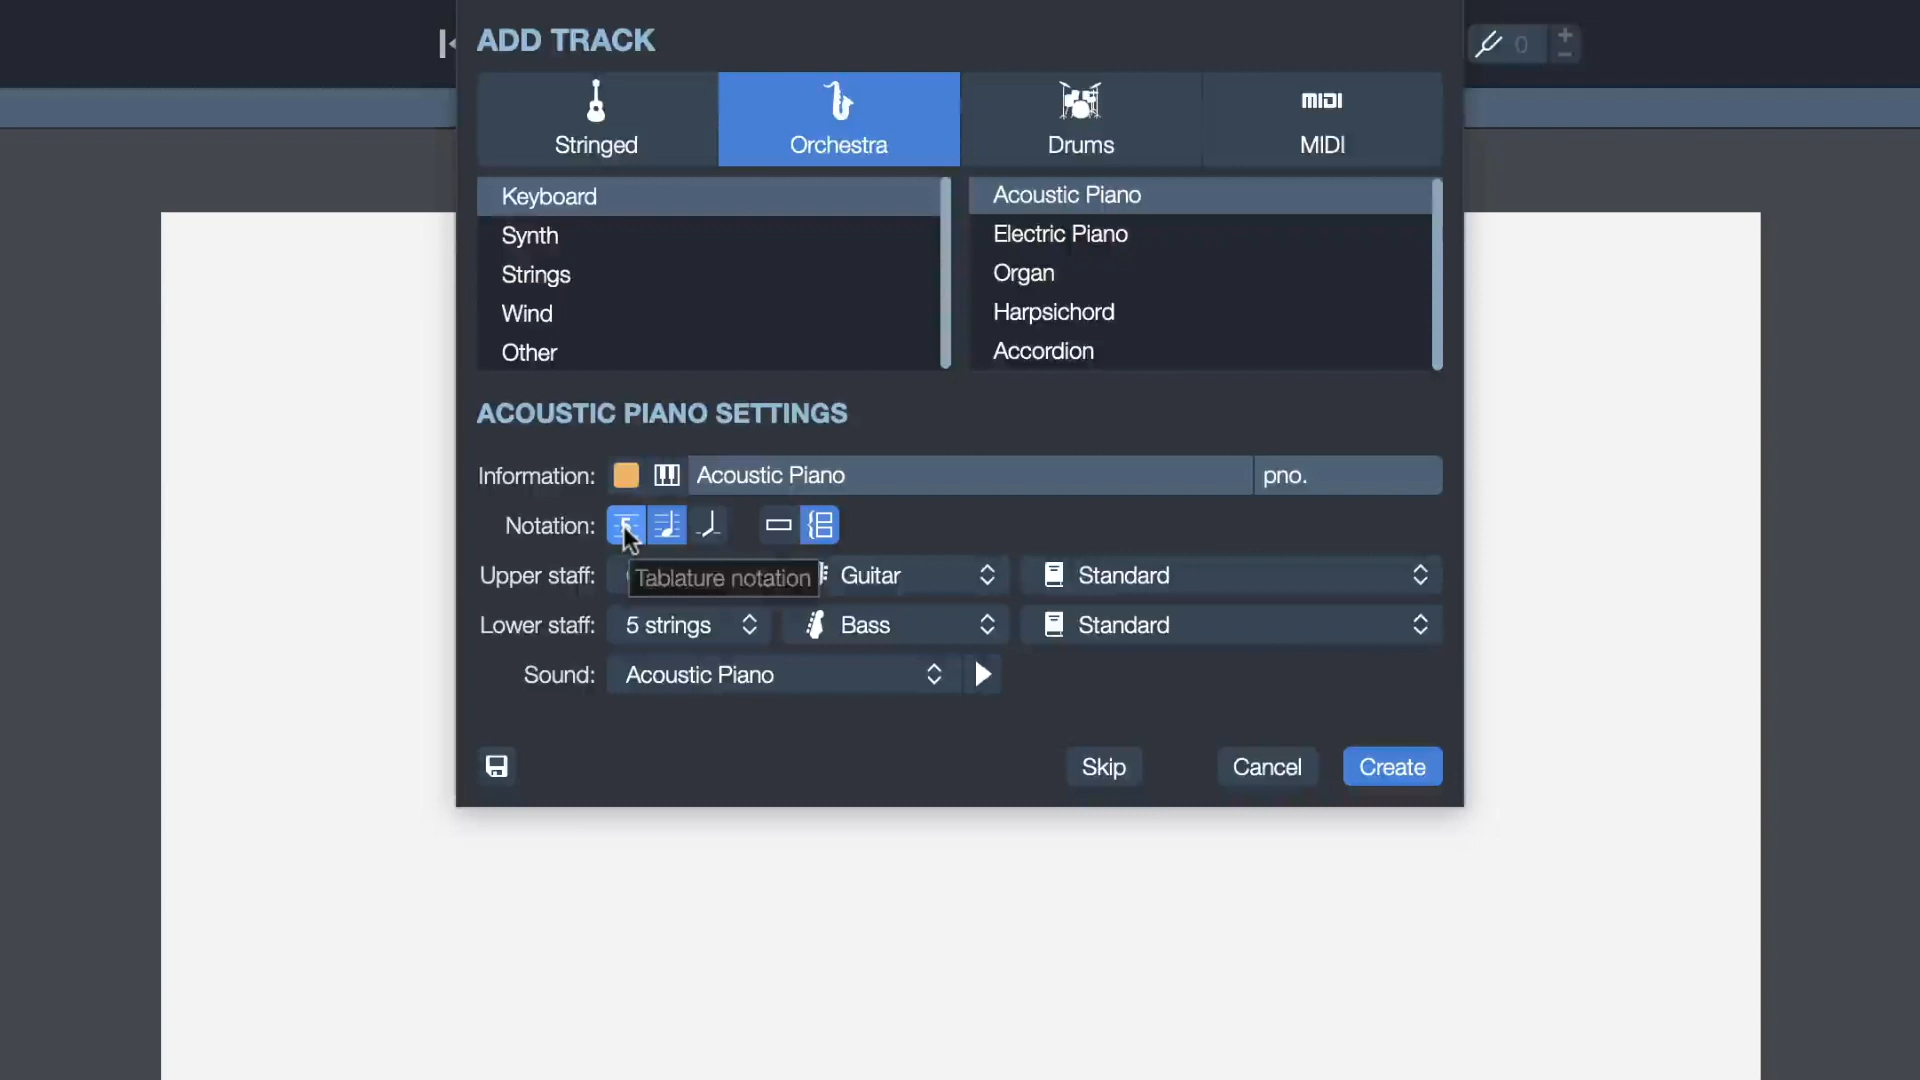 ADD TRACK
0
Stringed
Orchestra
MIDI
Drums
MIDI
Keyboard
Synth
Strings
Wind
Other
Acoustic Piano
Electric Piano
Organ
Harpsichord
Accordion
ACOUSTIC PIANO SETTINGS
Information: Acoustic Piano pno.
Notation:
Tablature notation
Upper staff: Guitar Standard
Lower staff: 5 strings Bass Standard
Sound: Acoustic Piano
Skip Cancel Create